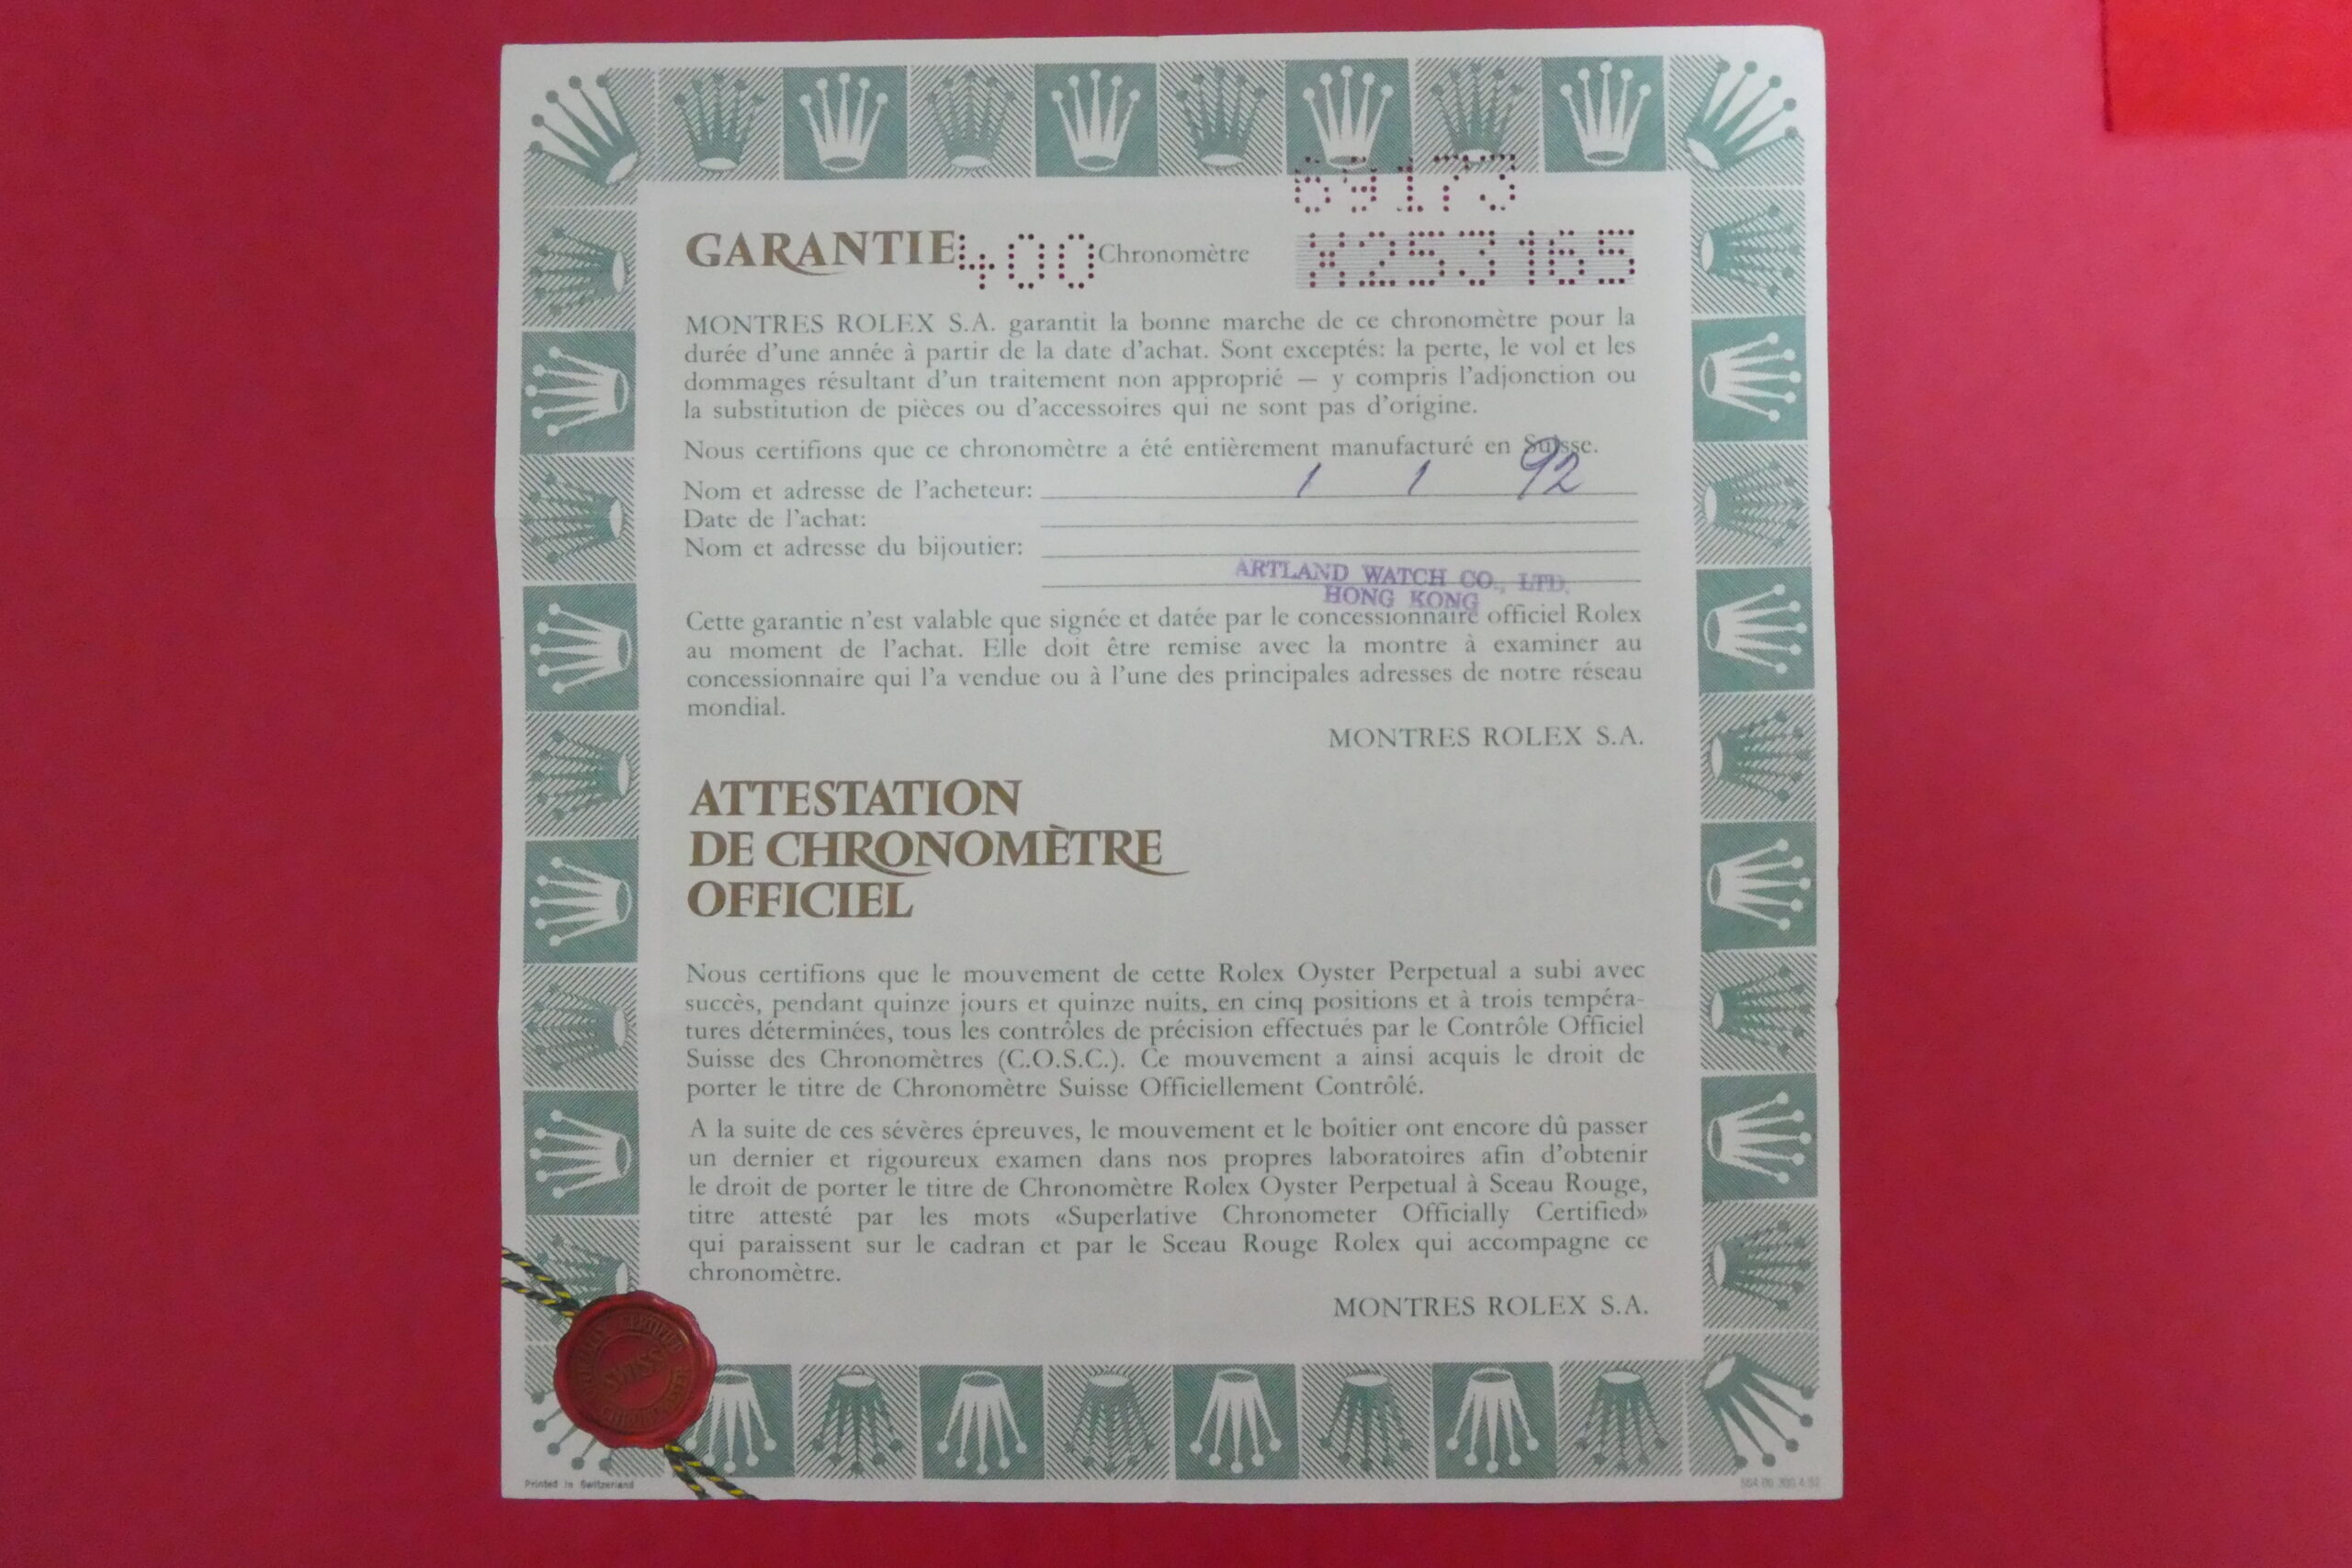 69173
GARANTIE 400 Chronomètre X253165
MONTRES ROLEX S.A. garantit la bonne marche de ce chronomètre pour la
durée d'une année à partir de la date d'achat. Sont exceptés: la perte, le vol et les
dommages résultant d'un traitement non approprié — y compris l'adjonction ou
la substitution de pièces ou d'accessoires qui ne sont pas d'origine.
Nous certifions que ce chronomètre a été entièrement manufacturé en Suisse.
1 1 92
Nom et adresse de l'acheteur:
Date de l'achat:
Nom et adresse du bijoutier:
ARTLAND WATCH CO., LTD.
HONG KONG
Cette garantie n'est valable que signée et datée par le concessionnaire officiel Rolex
au moment de l'achat. Elle doit être remise avec la montre à examiner au
concessionnaire qui l'a vendue ou à l'une des principales adresses de notre réseau
mondial.
MONTRES ROLEX S.A.
ATTESTATION
DE CHRONOMÈTRE
OFFICIEL
Nous certifions que le mouvement de cette Rolex Oyster Perpetual a subi avec
succès, pendant quinze jours et quinze nuits, en cinq positions et à trois tempéra-
tures déterminées, tous les contrôles de précision effectués par le Contrôle Officiel
Suisse des Chronomètres (C.O.S.C.). Ce mouvement a ainsi acquis le droit de
porter le titre de Chronomètre Suisse Officiellement Contrôlé.
A la suite de ces sévères épreuves, le mouvement et le boîtier ont encore dû passer
un dernier et rigoureux examen dans nos propres laboratoires afin d'obtenir
le droit de porter le titre de Chronomètre Rolex Oyster Perpetual à Sceau Rouge,
titre attesté par les mots «Superlative Chronometer Officially Certified»
qui paraissent sur le cadran et par le Sceau Rouge Rolex qui accompagne ce
chronomètre.
MONTRES ROLEX S.A.
SWISS
Printed in Switzerland